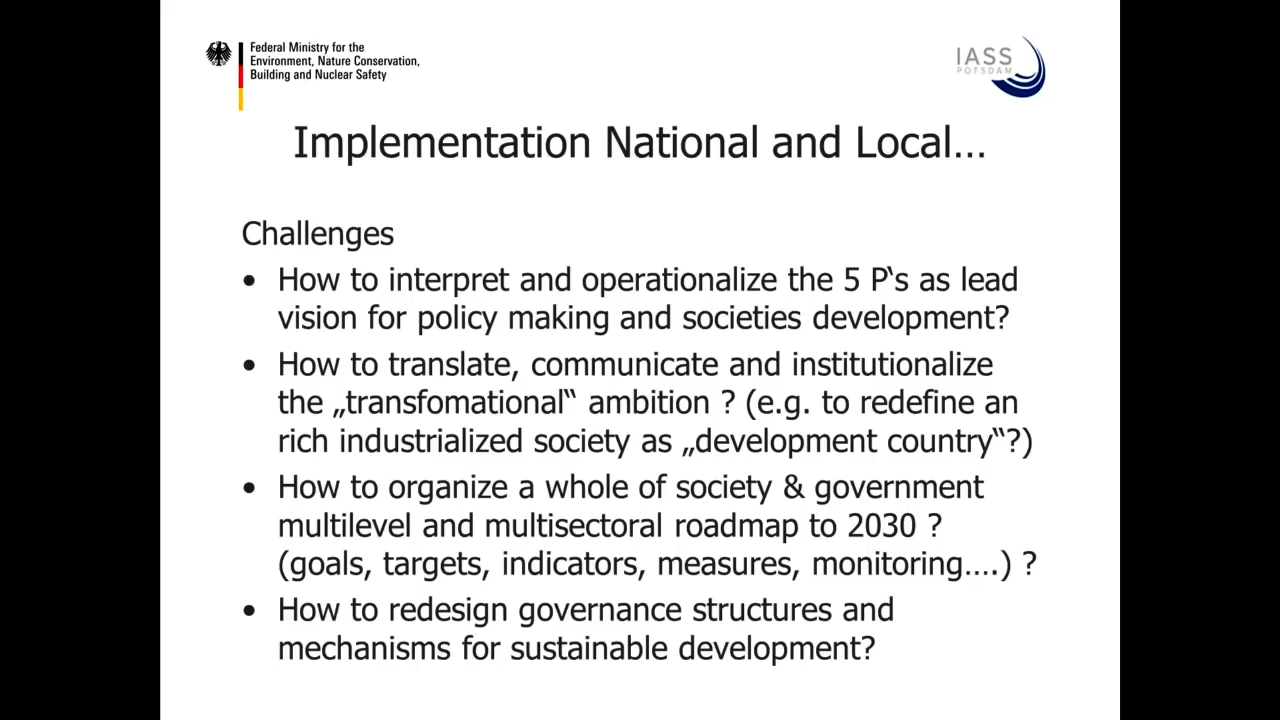 Federal Ministry for the
Environment, Nature Conservation,
Building and Nuclear Safety
IASS
POTSDAM
Implementation National and Local...
Challenges
• How to interpret and operationalize the 5 P‘s as lead
vision for policy making and societies development?
• How to translate, communicate and institutionalize
the „transfomational“ ambition ? (e.g. to redefine an
rich industrialized society as „development country“?)
• How to organize a whole of society & government
multilevel and multisectoral roadmap to 2030 ?
(goals, targets, indicators, measures, monitoring….) ?
• How to redesign governance structures and
mechanisms for sustainable development?